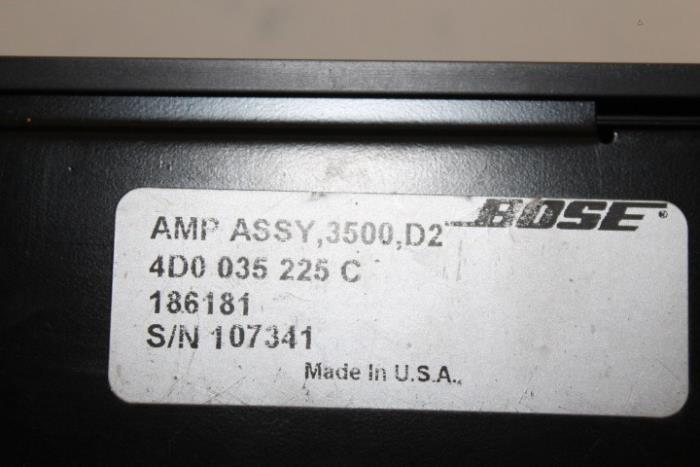 BOSE ®
AMP ASSY,3500,D2
4D0 035 225 C
186181
S/N 107341
Made In U.S.A.